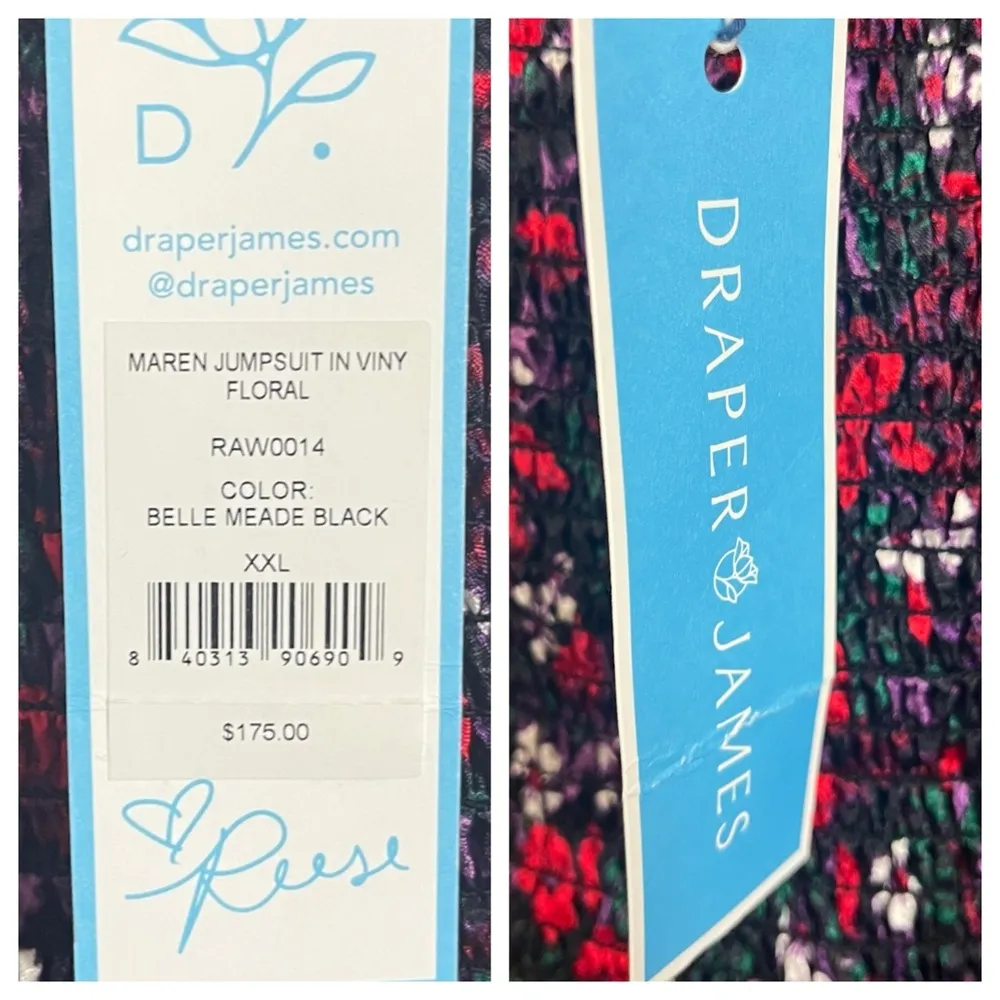 D.
draperjames.com
@draperjames
MAREN JUMPSUIT IN VINY
FLORAL
RAW0014
COLOR:
BELLE MEADE BLACK
XXL
8 40313 90690 9
$175.00
Reese
DRAPER JAMES